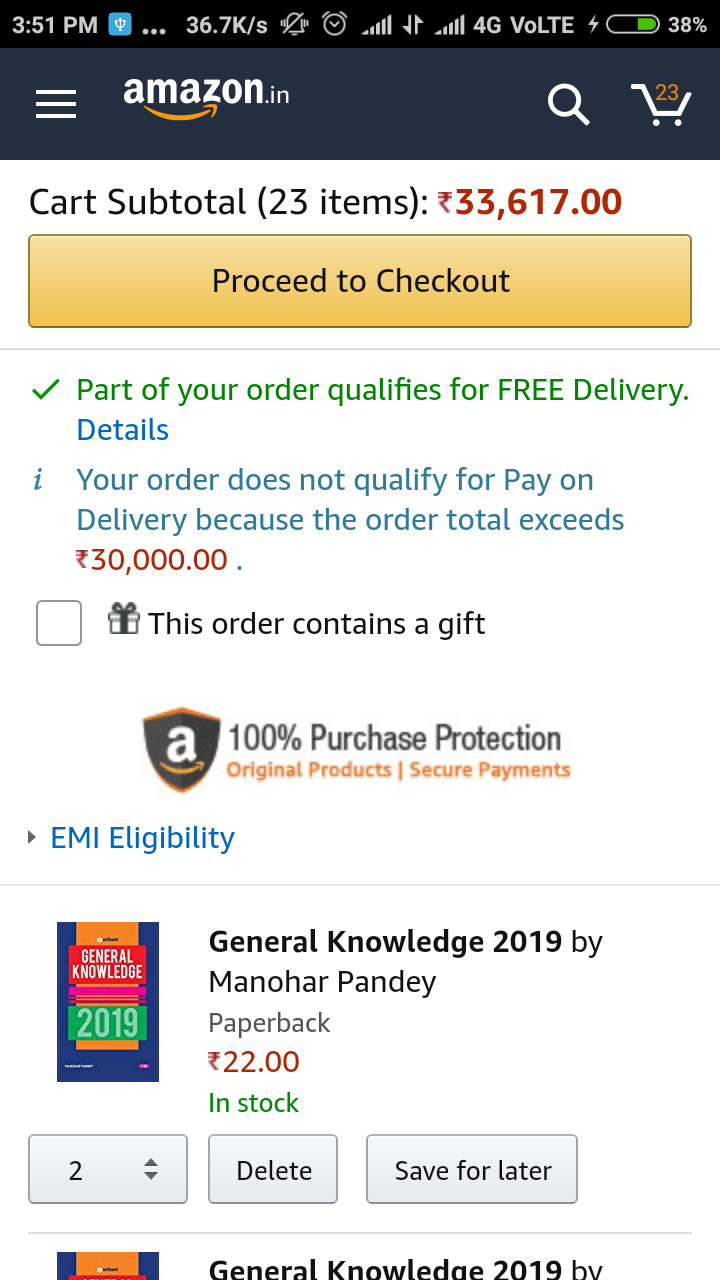 3:51 PM ... 36.7K/s 4G VoLTE 38%
amazon.in
23
Cart Subtotal (23 items): ₹33,617.00
Proceed to Checkout
Part of your order qualifies for FREE Delivery.
Details
i Your order does not qualify for Pay on
Delivery because the order total exceeds
₹30,000.00 .
This order contains a gift
a 100% Purchase Protection
Original Products | Secure Payments
EMI Eligibility
GENERAL
KNOWLEDGE
2019
General Knowledge 2019 by
Manohar Pandey
Paperback
₹22.00
In stock
2 Delete Save for later
General Knowledge 2019 by